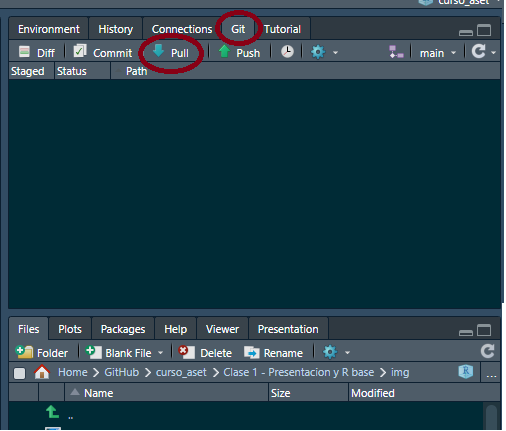 curso_aset
Environment History Connections Git Tutorial
Diff Commit Pull Push main
Staged Status Path
Files Plots Packages Help Viewer Presentation
Folder Blank File Delete Rename
Home GitHub curso_aset Clase 1 - Presentacion y R base img ...
Name Size Modified
..